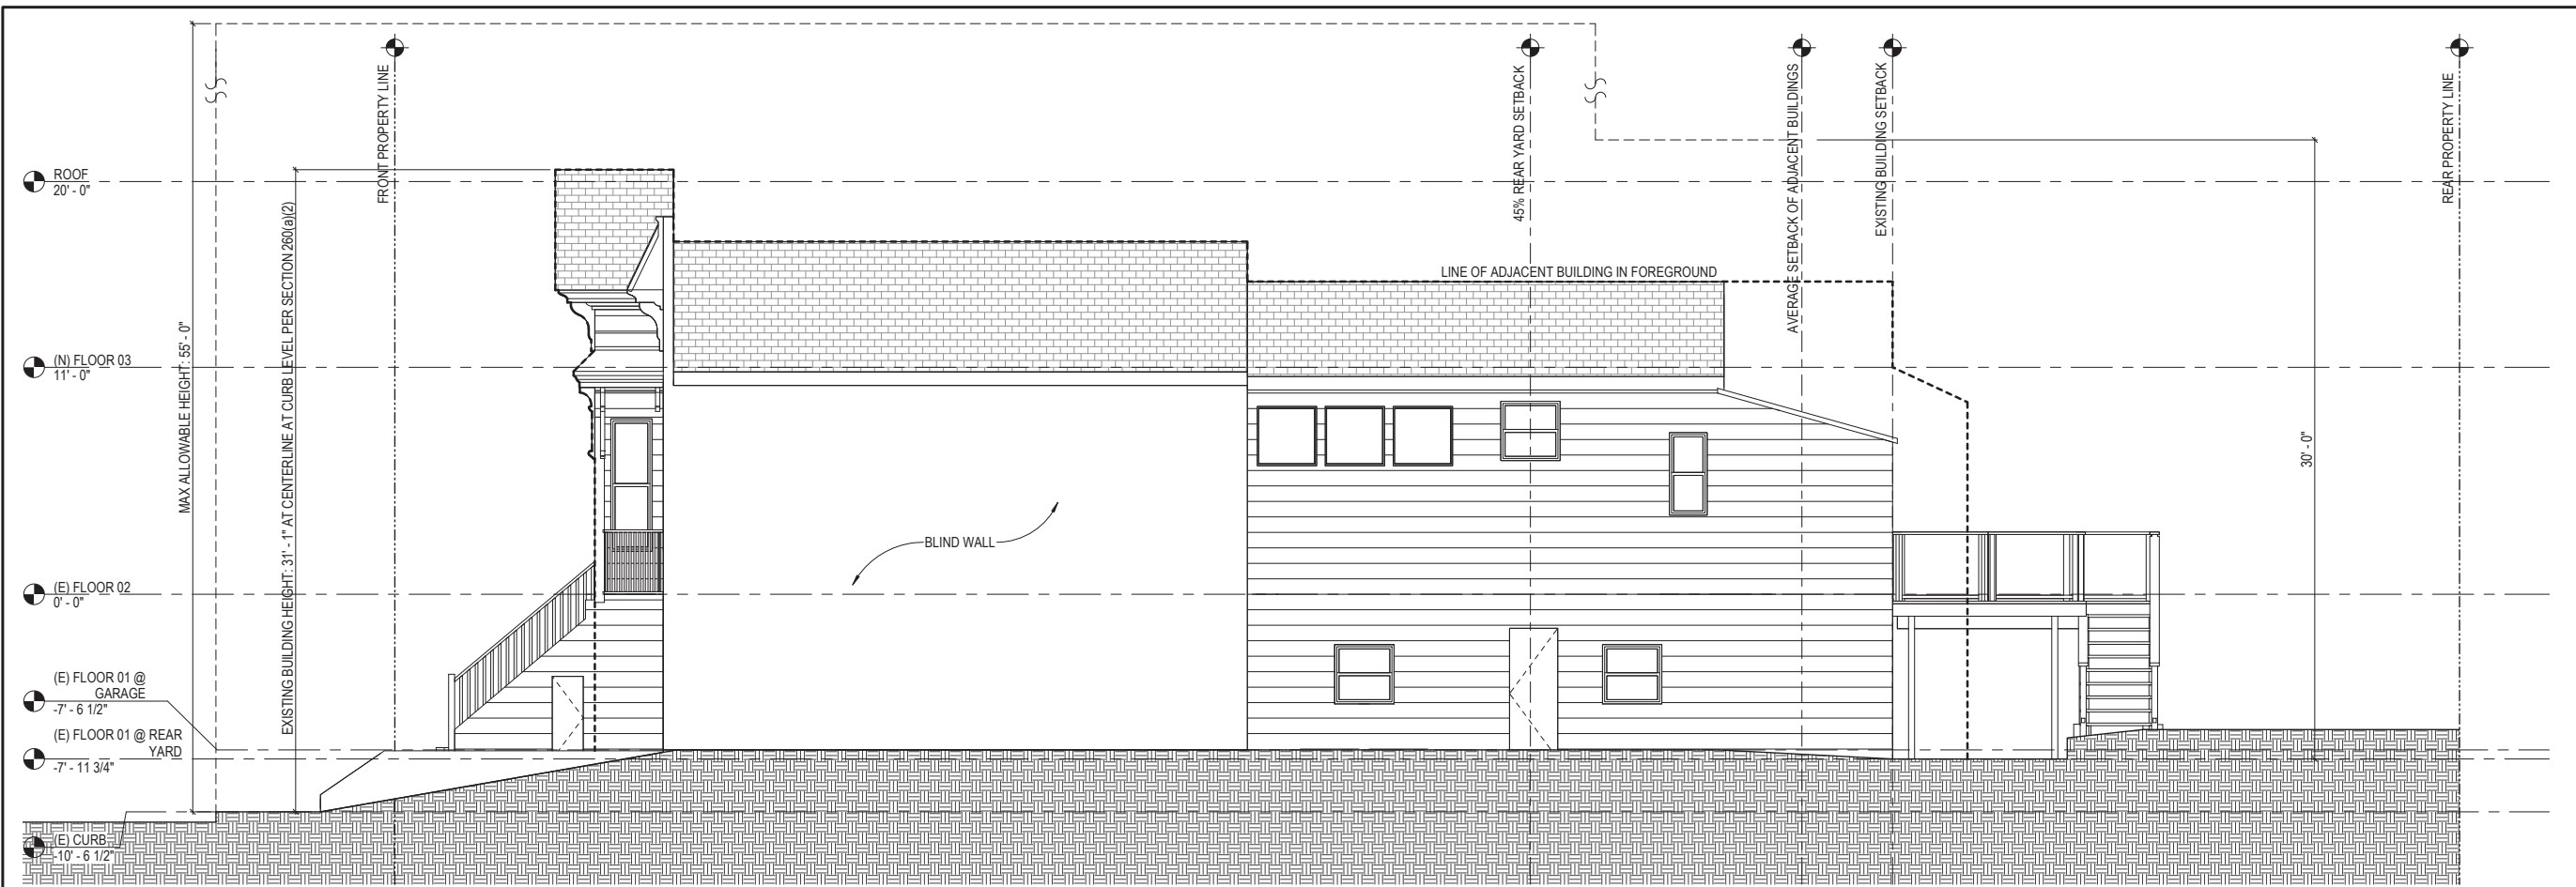 FRONT PROPERTY LINE
45% REAR YARD SETBACK
AVERAGE SETBACK OF ADJACENT BUILDINGS
EXISTING BUILDING SETBACK
REAR PROPERTY LINE
ROOF
20' - 0"
(N) FLOOR 03
11' - 0"
(E) FLOOR 02
0' - 0"
(E) FLOOR 01 @
GARAGE
-7' - 6 1/2"
(E) FLOOR 01 @ REAR
YARD
-7' - 11 3/4"
(E) CURB
-10' - 6 1/2"
MAX ALLOWABLE HEIGHT: 55' - 0"
EXISTING BUILDING HEIGHT: 31' - 1" AT CENTERLINE AT CURB LEVEL PER SECTION 260(a)(2)
LINE OF ADJACENT BUILDING IN FOREGROUND
BLIND WALL
30' - 0"